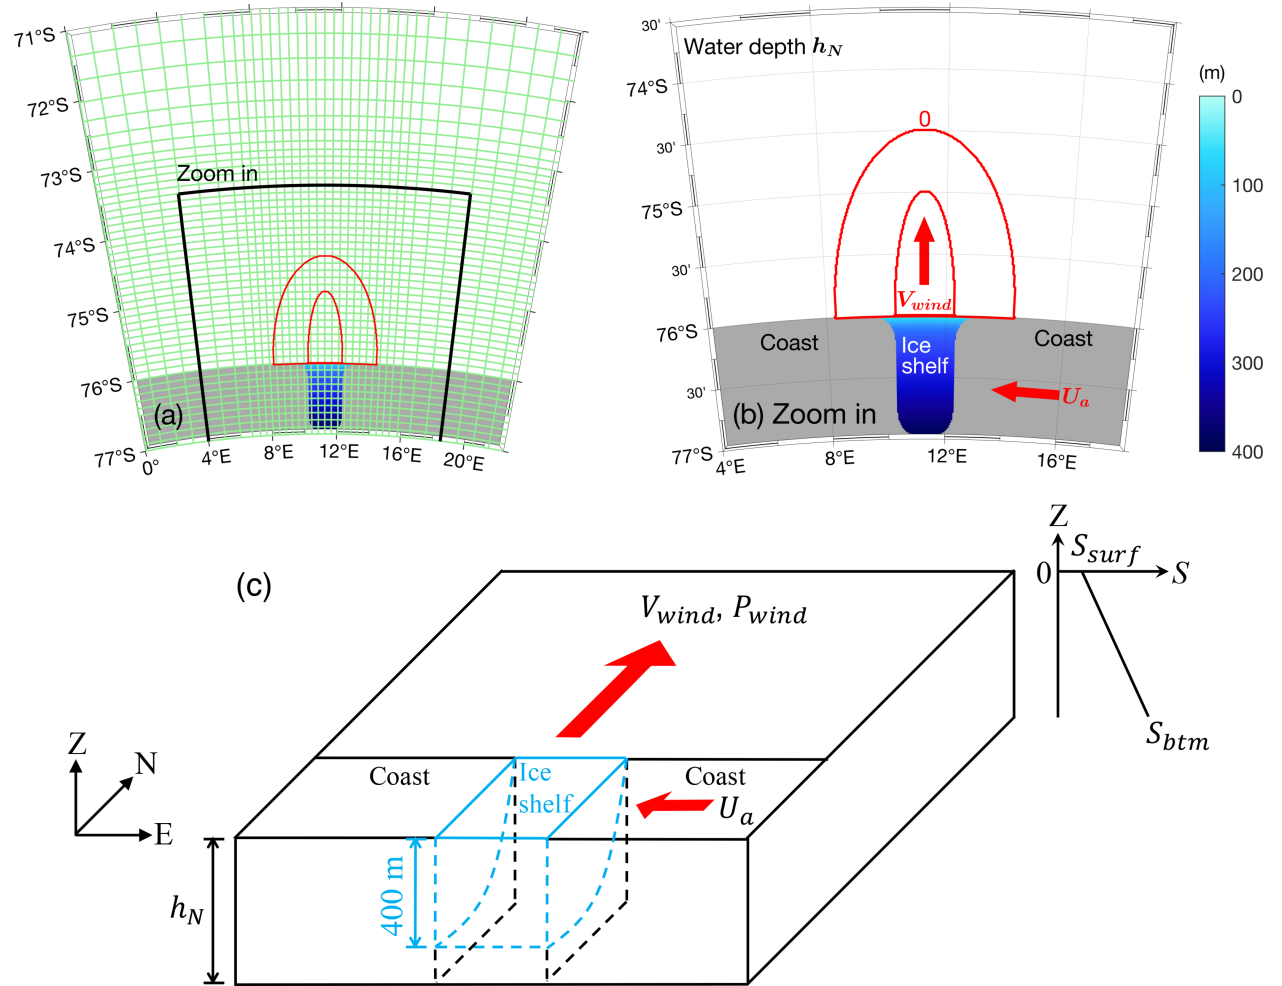 71°S
72°S
73°S
74°S
75°S
76°S
77°S
Zoom in
(a)
0°
4°E
8°E
12°E
16°E
20°E
30'
74°S
30'
75°S
30'
76°S
30'
77°S
Water depth h_N
0
V_wind
Coast
Ice
shelf
Coast
U_a
(b) Zoom in
4°E
8°E
12°E
16°E
(m)
0
100
200
300
400
(c)
V_wind, P_wind
Z
0
S_surf
S
S_btm
Z
N
E
Coast
Ice
shelf
Coast
U_a
400 m
h_N